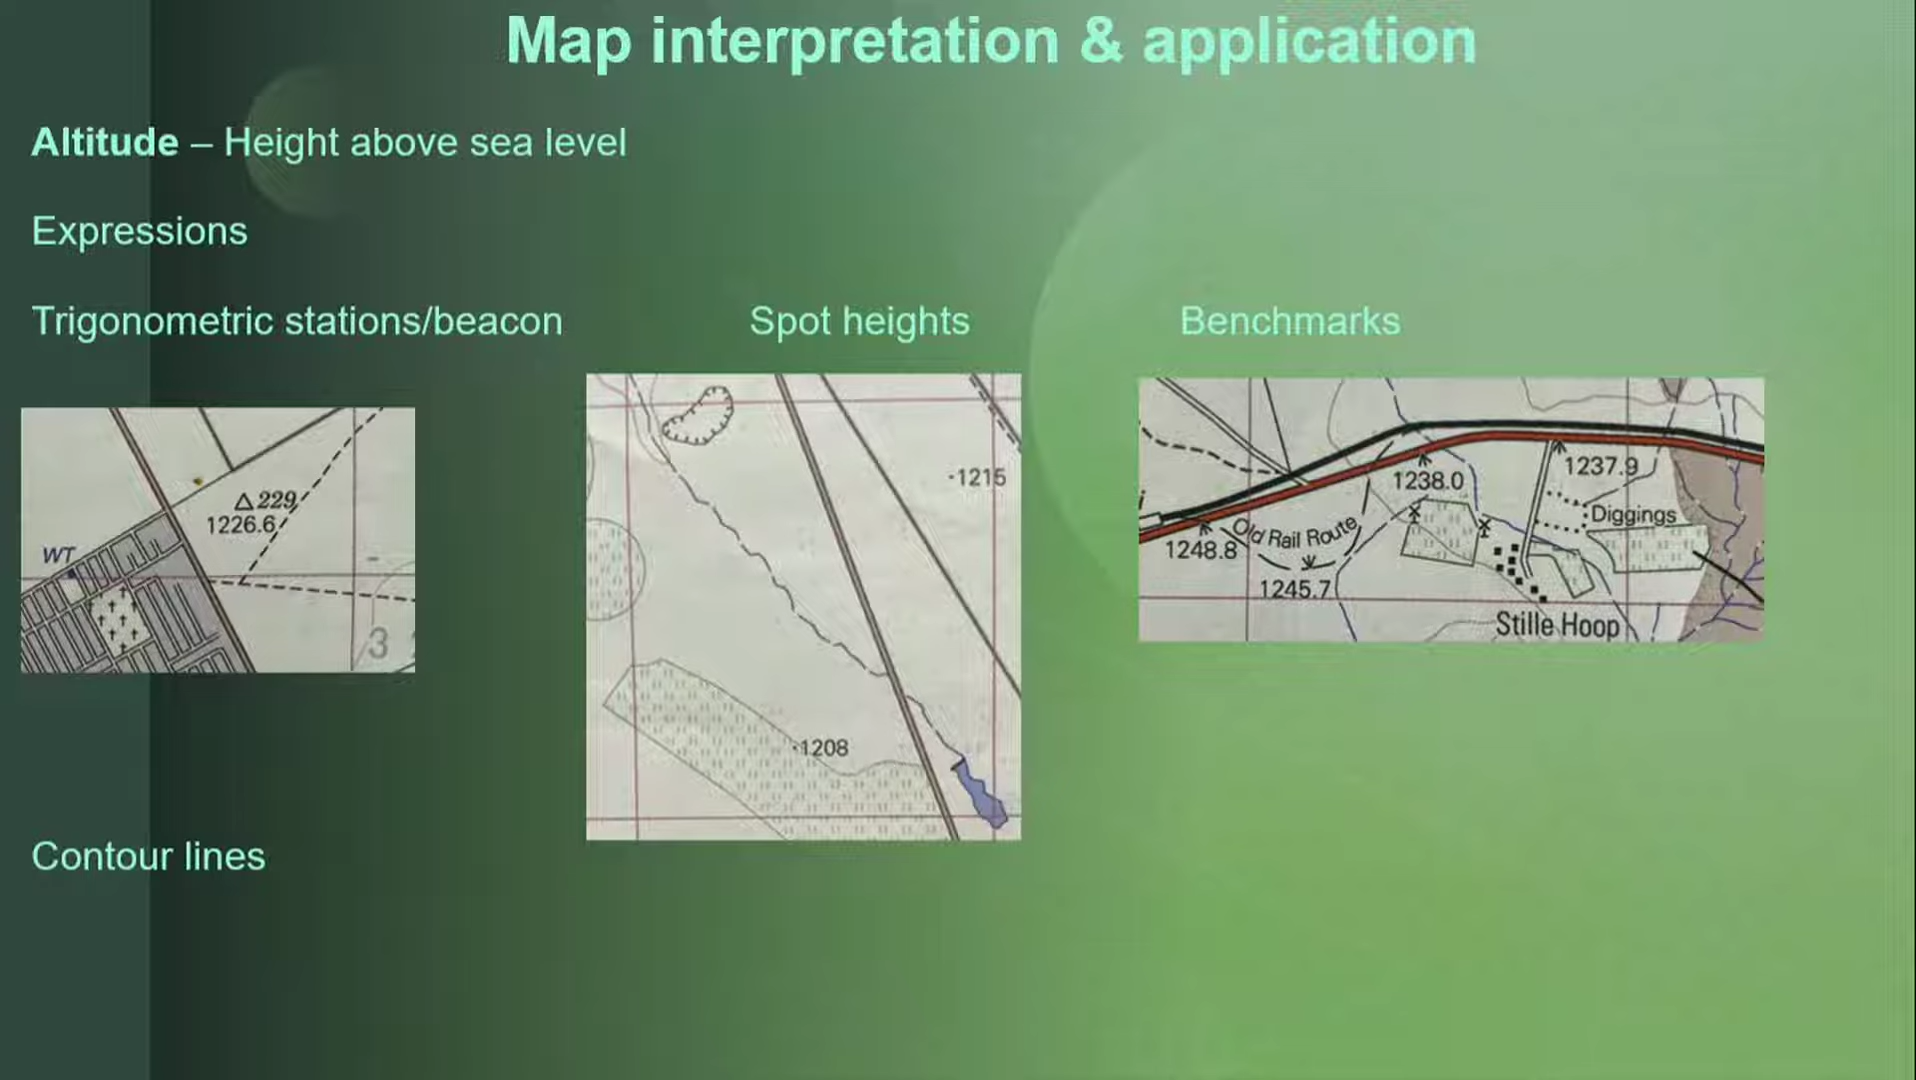 Map interpretation & application
Altitude – Height above sea level
Expressions
Trigonometric stations/beacon
Spot heights
Benchmarks
△229
1226.6
WT
3
·1215
·1208
1237.9
1238.0
Diggings
Old Rail Route
1248.8
1245.7
Stille Hoop
Contour lines